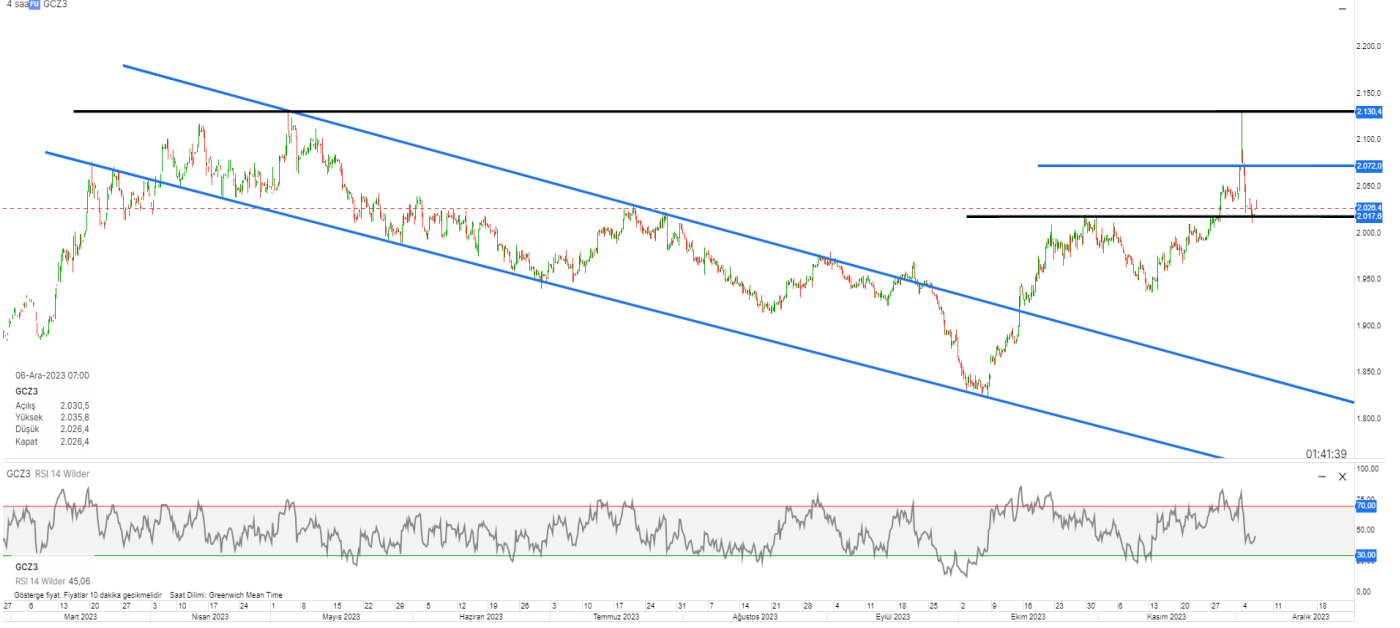 4 saa FU GCZ3
2.200,0
2.150,0
2.130,4
2.100,0
2.072,0
2.050,0
2.026,4
2.017,6
2.000,0
1.950,0
1.900,0
1.850,0
1.800,0
06-Ara-2023 07:00
GCZ3
Açılış 2.030,5
Yüksek 2.035,8
Düşük 2.026,4
Kapat 2.026,4
01:41:39
GCZ3 RSI 14 Wilder
100,00
70,00
50,00
30,00
0,00
GCZ3
RSI 14 Wilder 45,06
Gösterge fiyat. Fiyatlar 10 dakika gecikmelidir Saat Dilimi: Greenwich Mean Time
27 6 13 20 27 3 10 17 24 1 8 15 22 29 5 12 19 26 3 10 17 24 31 7 14 21 28 4 11 18 25 2 9 16 23 30 6 13 20 27 4 11 18
Mart 2023 Nisan 2023 Mayıs 2023 Haziran 2023 Temmuz 2023 Ağustos 2023 Eylül 2023 Ekim 2023 Kasım 2023 Aralık 2023